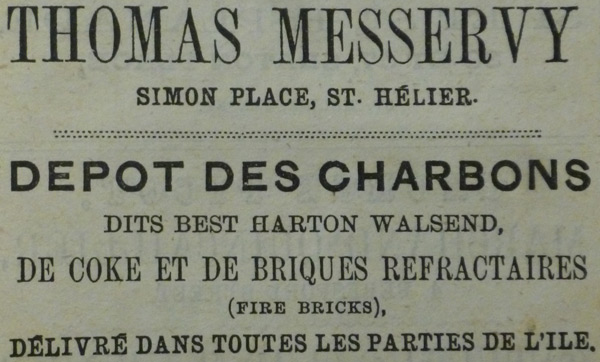 THOMAS MESSERVY
SIMON PLACE, ST. HÉLIER.
DEPOT DES CHARBONS
DITS BEST HARTON WALSEND,
DE COKE ET DE BRIQUES REFRACTAIRES
(FIRE BRICKS),
DÉLIVRÉ DANS TOUTES LES PARTIES DE L'ILE.